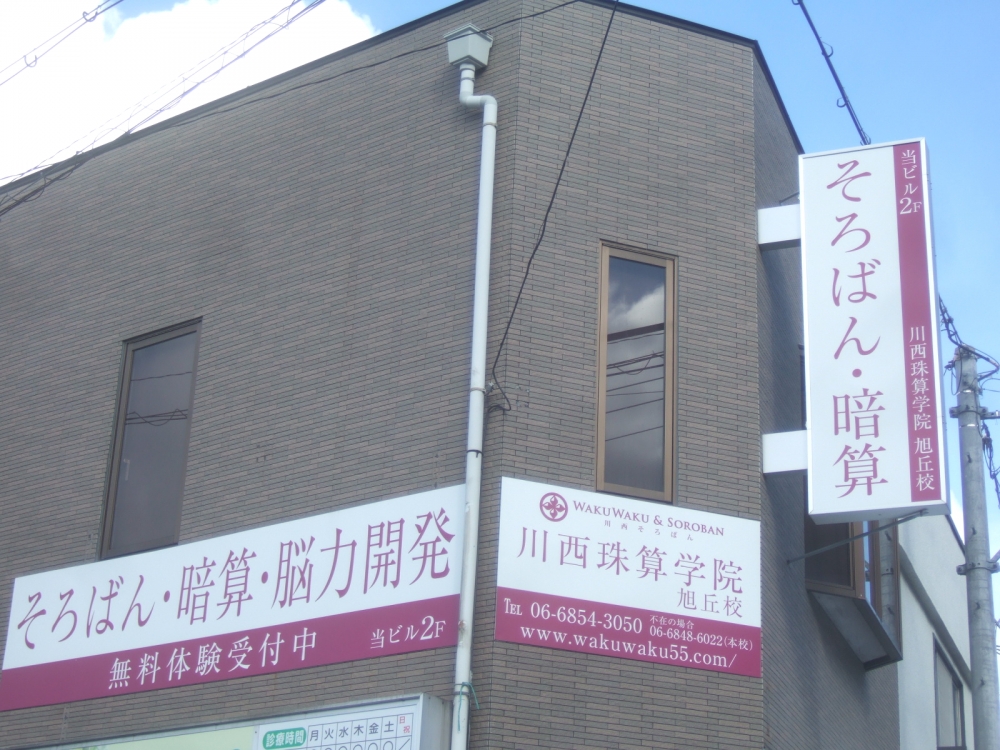 そろばん・暗算・脳力開発
無料体験受付中 当ビル2F
WAKUWAKU & SOROBAN
川西そろばん
川西珠算学院
旭丘校
TEL 06-6854-3050
不在の場合
06-6848-6022(本校)
www.wakuwaku55.com/
当ビル2F
川西珠算学院 旭丘校
そろばん・暗算
診療時間 月 火 水 木 金 土 日祝